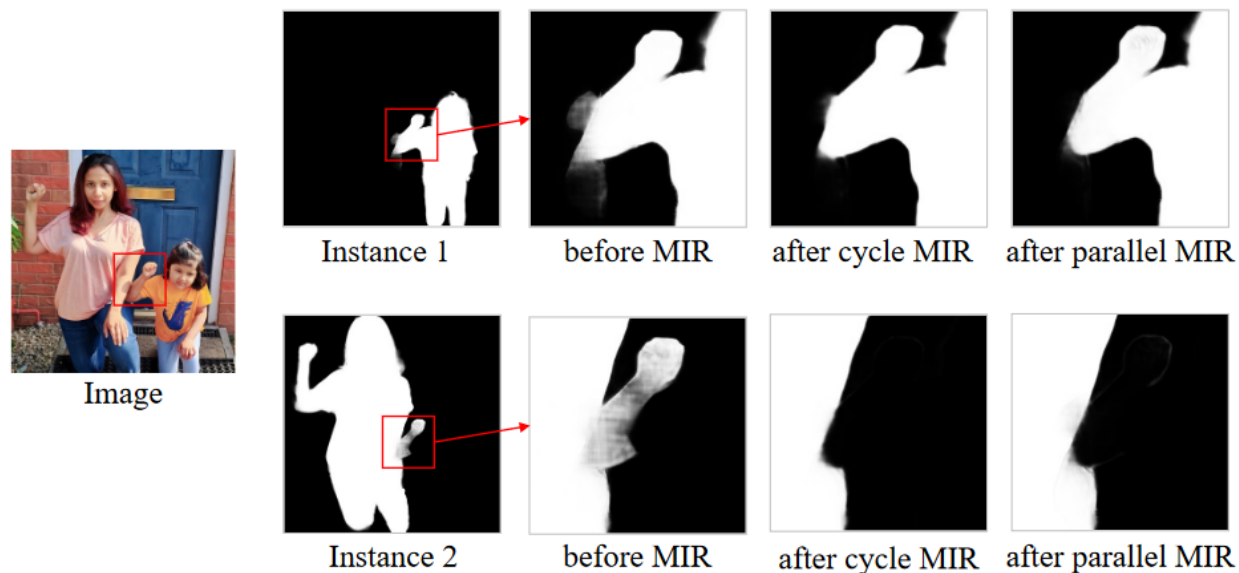 Instance 1
before MIR
after cycle MIR
after parallel MIR
Image
Instance 2
before MIR
after cycle MIR
after parallel MIR